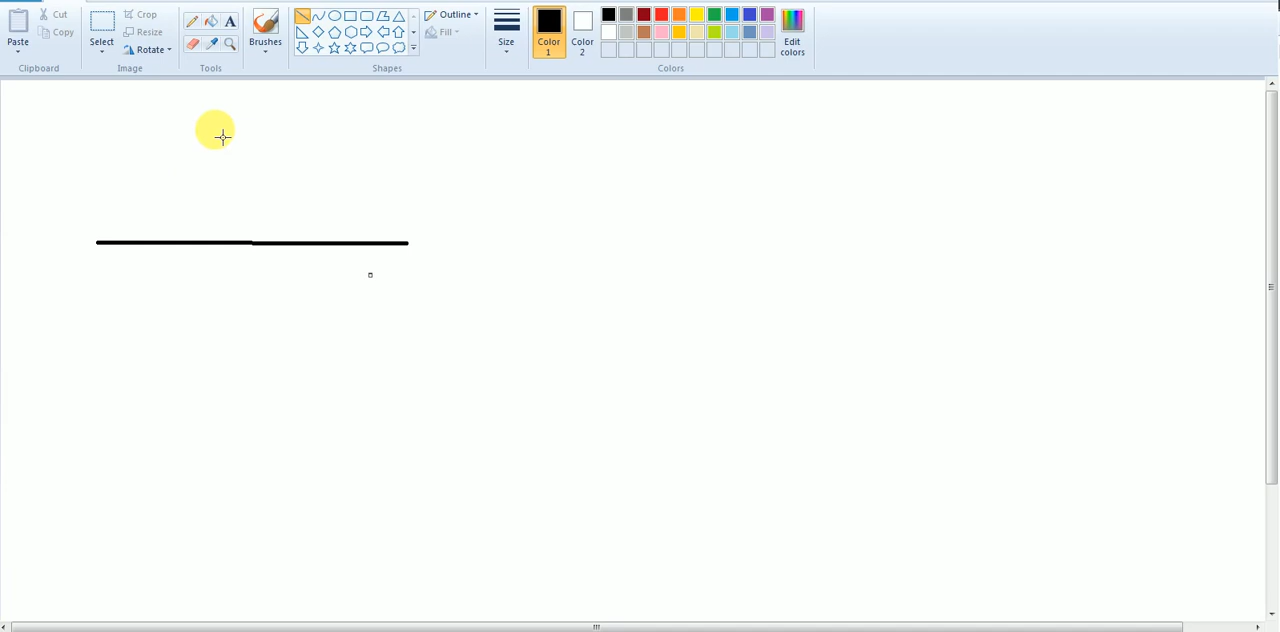 Paste
Cut
Copy
Clipboard
Select
Crop
Resize
Rotate
Image
A
Tools
Brushes
Shapes
Outline
Fill
Size
Color
1
Color
2
Edit
colors
Colors